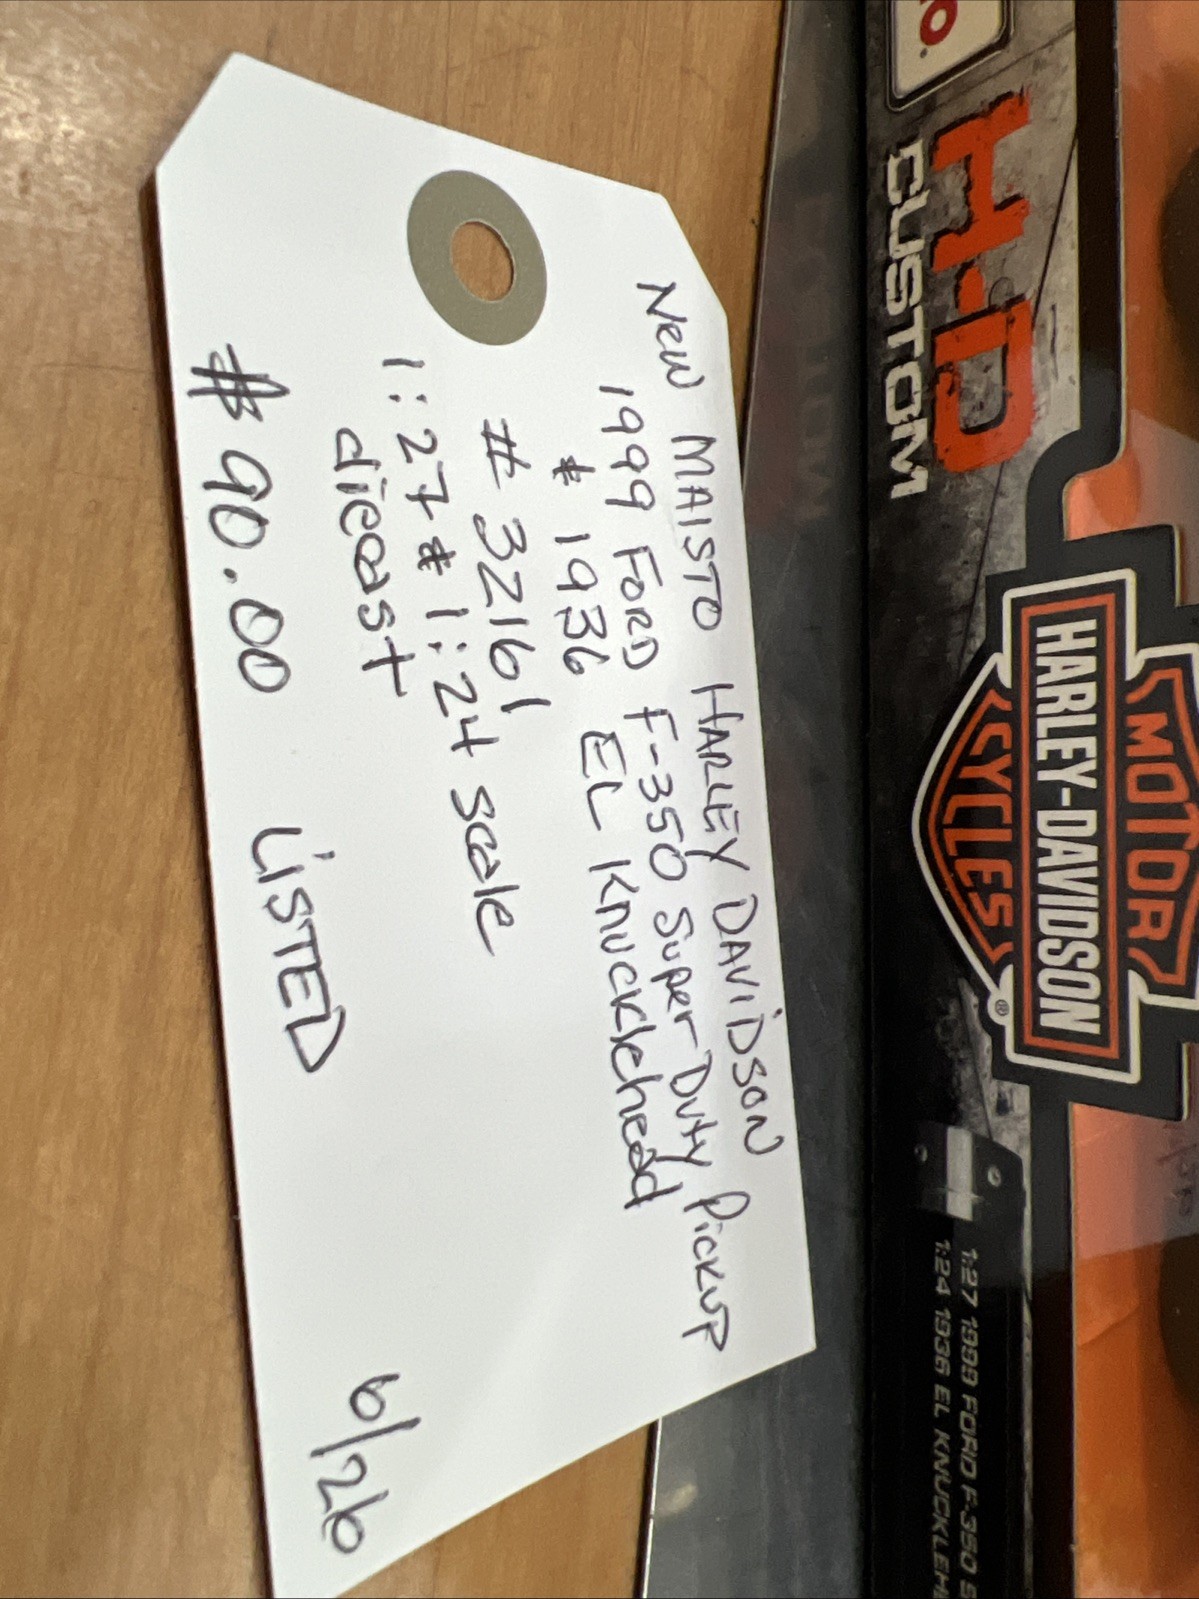 New MAISTO HARLEY DAVIDSON
1999 FORD F-350 Super Duty Pickup
& 1936 EL Knucklehead
# 32161
1:27 & 1:24 scale
diecast
$90.00 LISTED 6/26
H-D
CUSTOM
MOTOR
HARLEY-DAVIDSON
CYCLES
®
1:27 1999 FORD F-350 S
1:24 1936 EL KNUCKLEH